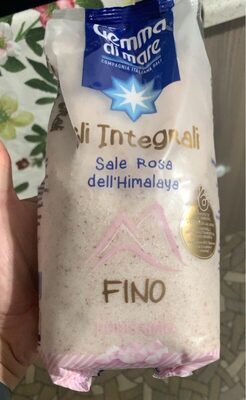 Gemma
di mare
COMPAGNIA ITALIANA SALI
li Integrali
Sale Rosa
dell'Himalaya
FINO